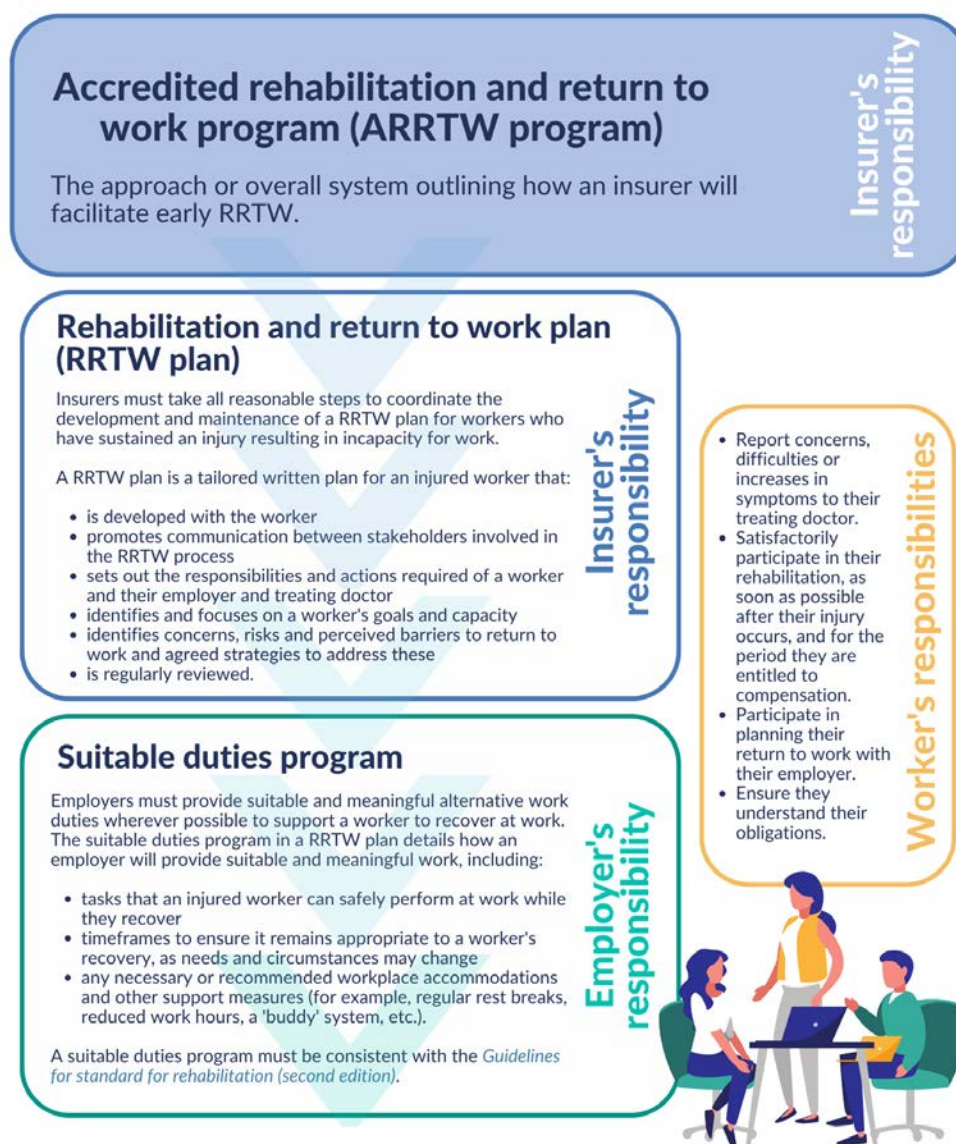 Accredited rehabilitation and return to
work program (ARRTW program)
The approach or overall system outlining how an insurer will
facilitate early RRTW.
Insurer's
responsibility
Rehabilitation and return to work plan
(RRTW plan)
Insurers must take all reasonable steps to coordinate the
development and maintenance of a RRTW plan for workers who
have sustained an injury resulting in incapacity for work.
A RRTW plan is a tailored written plan for an injured worker that:
• is developed with the worker
• promotes communication between stakeholders involved in
the RRTW process
• sets out the responsibilities and actions required of a worker
and their employer and treating doctor
• identifies and focuses on a worker's goals and capacity
• identifies concerns, risks and perceived barriers to return to
work and agreed strategies to address these
• is regularly reviewed.
Insurer's
responsibility
Suitable duties program
Employers must provide suitable and meaningful alternative work
duties wherever possible to support a worker to recover at work.
The suitable duties program in a RRTW plan details how an
employer will provide suitable and meaningful work, including:
• tasks that an injured worker can safely perform at work while
they recover
• timeframes to ensure it remains appropriate to a worker's
recovery, as needs and circumstances may change
• any necessary or recommended workplace accommodations
and other support measures (for example, regular rest breaks,
reduced work hours, a 'buddy' system, etc.).
A suitable duties program must be consistent with the Guidelines
for standard for rehabilitation (second edition).
Employer's
responsibility
• Report concerns,
difficulties or
increases in
symptoms to their
treating doctor.
• Satisfactorily
participate in their
rehabilitation, as
soon as possible
after their injury
occurs, and for the
period they are
entitled to
compensation.
• Participate in
planning their
return to work with
their employer.
• Ensure they
understand their
obligations.
Worker's responsibilities